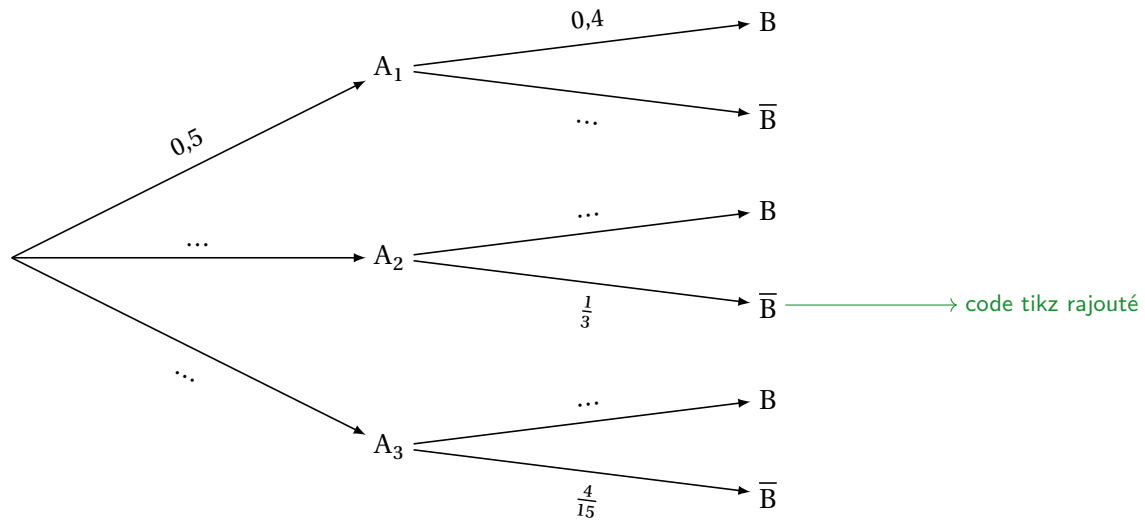 0,4
B
A₁
...
B̅
0,5
...
B
...
A₂
1/3
B̅
code tikz rajouté
...
...
B
A₃
4/15
B̅